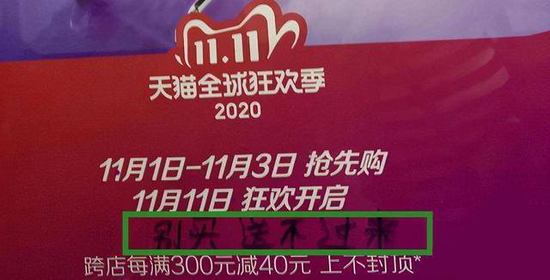 11.11
天猫全球狂欢季
2020
11月1日-11月3日 抢先购
11月11日 狂欢开启
别买 送不过来
跨店每满300元减40元 上不封顶*